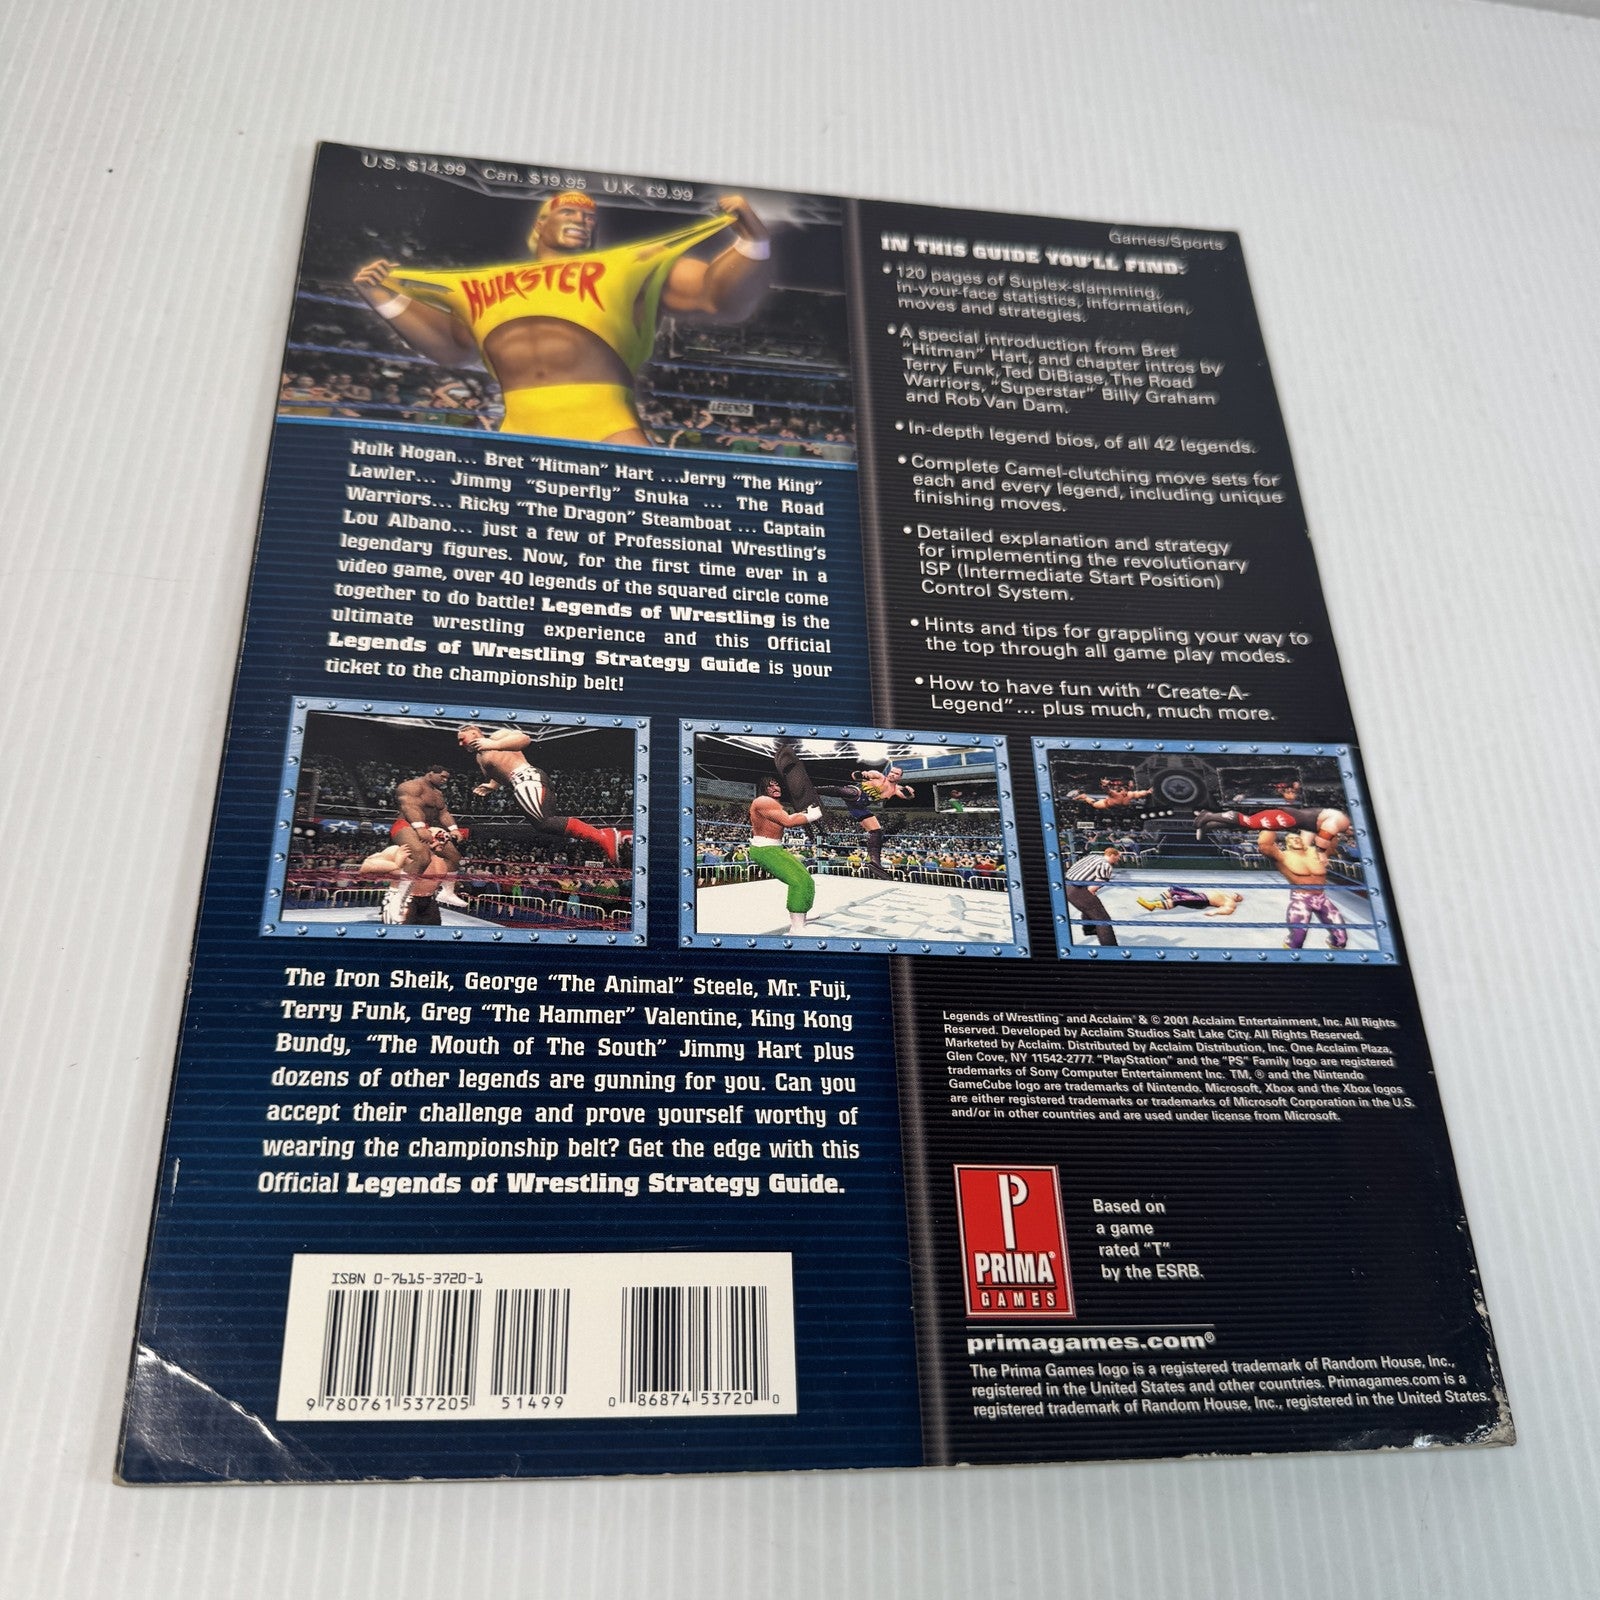 U.S. $14.99 Can. $19.95 U.K. £9.99
HULKSTER
LEGENDS
Hulk Hogan... Bret "Hitman" Hart ...Jerry "The King"
Lawler... Jimmy "Superfly" Snuka ... The Road
Warriors... Ricky "The Dragon" Steamboat ... Captain
Lou Albano... just a few of Professional Wrestling's
legendary figures. Now, for the first time ever in a
video game, over 40 legends of the squared circle come
together to do battle! Legends of Wrestling is the
ultimate wrestling experience and this Official
Legends of Wrestling Strategy Guide is your
ticket to the championship belt!
Games/Sports
IN THIS GUIDE YOU'LL FIND:
• 120 pages of Suplex-slamming,
in-your-face statistics, information,
moves and strategies.
• A special introduction from Bret
"Hitman" Hart, and chapter intros by
Terry Funk, Ted DiBiase, The Road
Warriors, "Superstar" Billy Graham
and Rob Van Dam.
• In-depth legend bios, of all 42 legends.
• Complete Camel-clutching move sets for
each and every legend, including unique
finishing moves.
• Detailed explanation and strategy
for implementing the revolutionary
ISP (Intermediate Start Position)
Control System.
• Hints and tips for grappling your way to
the top through all game play modes.
• How to have fun with "Create-A-
Legend"... plus much, much more.
The Iron Sheik, George "The Animal" Steele, Mr. Fuji,
Terry Funk, Greg "The Hammer" Valentine, King Kong
Bundy, "The Mouth of The South" Jimmy Hart plus
dozens of other legends are gunning for you. Can you
accept their challenge and prove yourself worthy of
wearing the championship belt? Get the edge with this
Official Legends of Wrestling Strategy Guide.
Legends of Wrestling™ and Acclaim® & © 2001 Acclaim Entertainment, Inc. All Rights
Reserved. Developed by Acclaim Studios Salt Lake City. All Rights Reserved.
Marketed by Acclaim. Distributed by Acclaim Distribution, Inc. One Acclaim Plaza,
Glen Cove, NY 11542-2777. "PlayStation" and the "PS" Family logo are registered
trademarks of Sony Computer Entertainment Inc. TM, ® and the Nintendo
GameCube logo are trademarks of Nintendo. Microsoft, Xbox and the Xbox logos
are either registered trademarks or trademarks of Microsoft Corporation in the U.S.
and/or in other countries and are used under license from Microsoft.
P
PRIMA®
GAMES
Based on
a game
rated "T"
by the ESRB.
primagames.com®
The Prima Games logo is a registered trademark of Random House, Inc.,
registered in the United States and other countries. Primagames.com is a
registered trademark of Random House, Inc., registered in the United States.
ISBN 0-7615-3720-1
9 780761 537205 51499 0 86874 53720 0